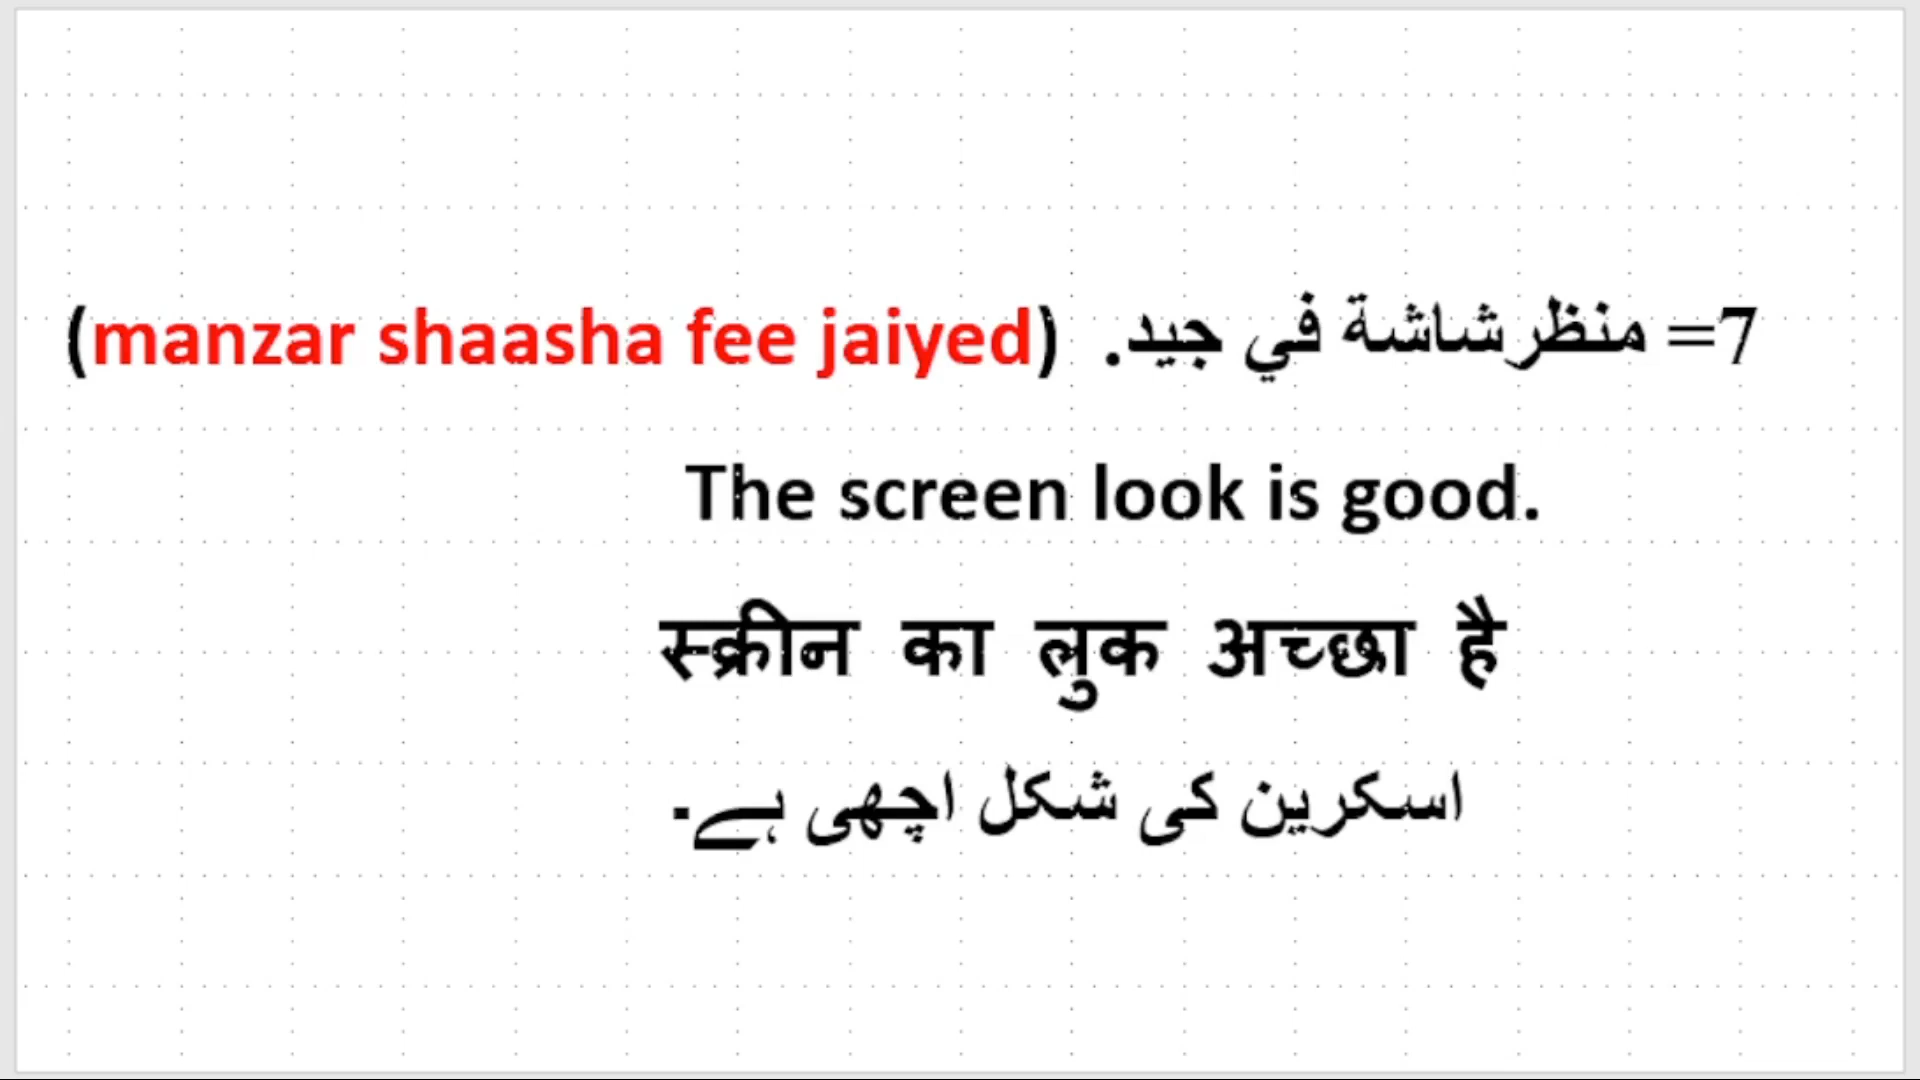 7= منظرشاشة في جيد. (manzar shaasha fee jaiyed)
The screen look is good.
स्क्रीन का लुक अच्छा है
اسکرین کی شکل اچھی ہے۔